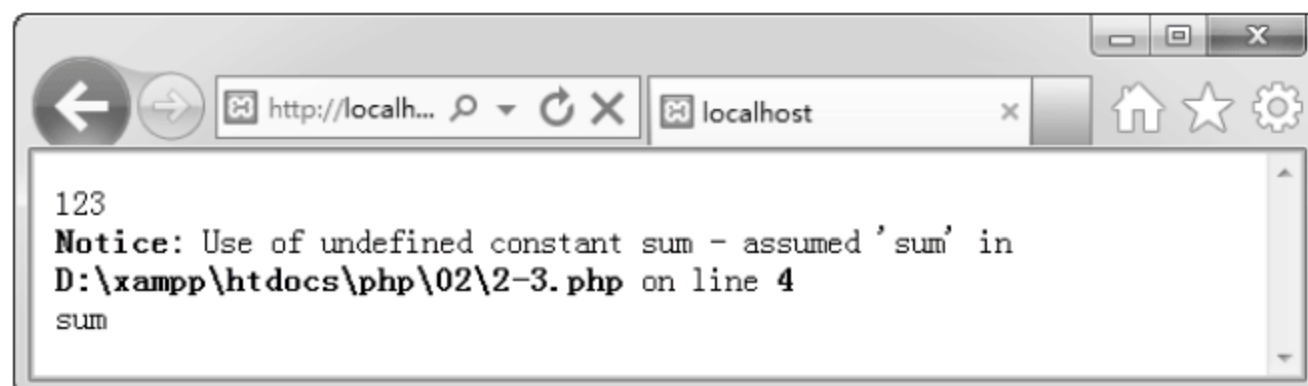 http://localh...
localhost
123
Notice: Use of undefined constant sum - assumed 'sum' in
D:\xampp\htdocs\php\02\2-3.php on line 4
sum